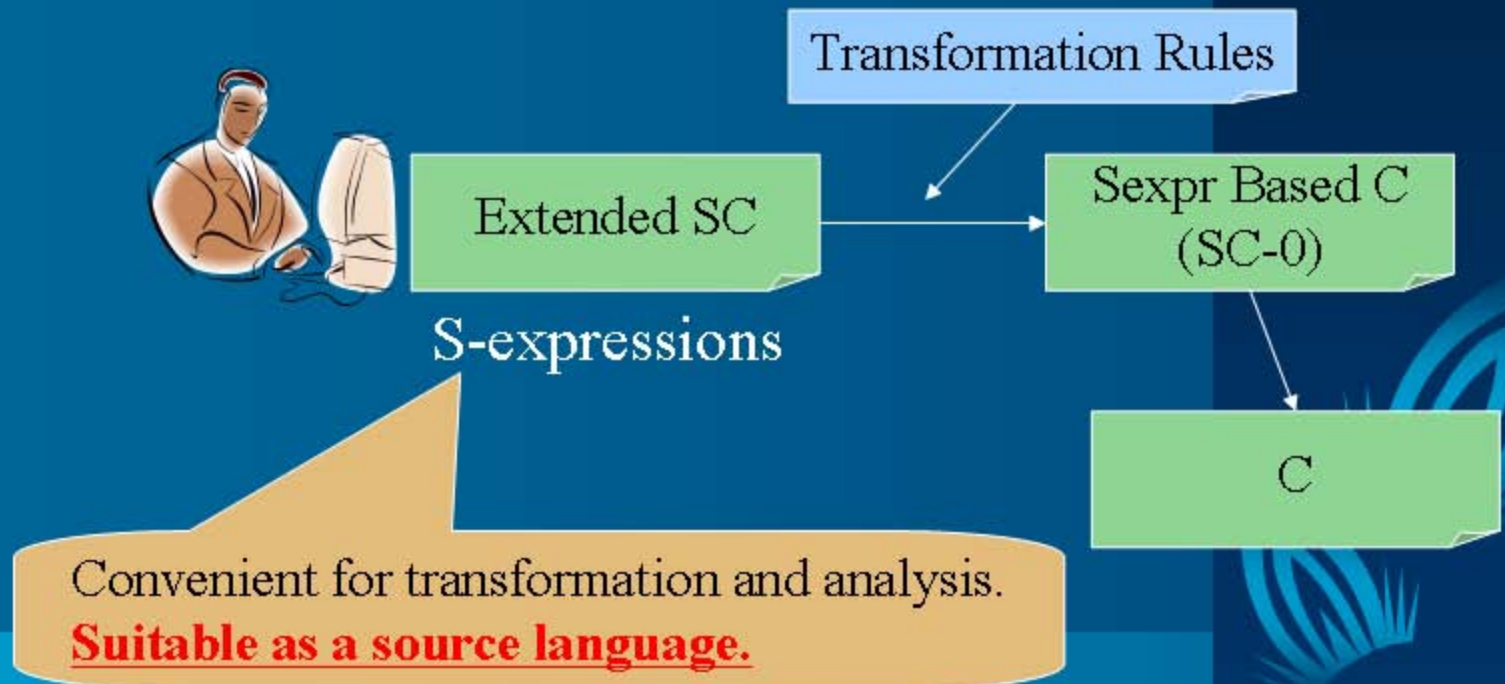 Transformation Rules
Extended SC
Sexpr Based C
(SC-0)
S-expressions
C
Convenient for transformation and analysis.
Suitable as a source language.